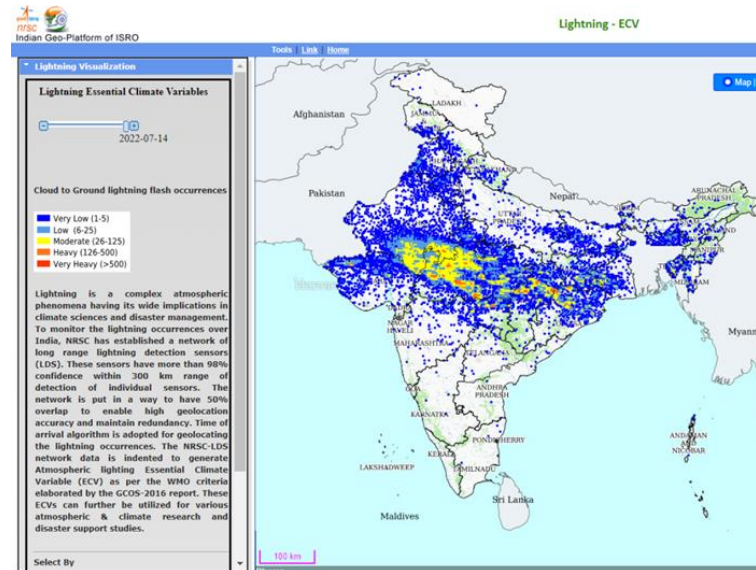 nrsc
Indian Geo-Platform of ISRO
Lightning - ECV
Tools | Link | Home
Lightning Visualization
Lightning Essential Climate Variables
2022-07-14
Cloud to Ground lightning flash occurrences
Very Low (1-5)
Low (6-25)
Moderate (26-125)
Heavy (126-500)
Very Heavy (>500)
Lightning is a complex atmospheric
phenomena having its wide implications in
climate sciences and disaster management.
To monitor the lightning occurrences over
India, NRSC has established a network of
long range lightning detection sensors
(LDS). These sensors have more than 98%
confidence within 300 km range of
detection of individual sensors. The
network is put in a way to have 50%
overlap to enable high geolocation
accuracy and maintain redundancy. Time of
arrival algorithm is adopted for geolocating
the lightning occurrences. The NRSC-LDS
network data is indented to generate
Atmospheric lighting Essential Climate
Variable (ECV) as per the WMO criteria
elaborated by the GCOS-2016 report. These
ECVs can further be utilized for various
atmospheric & climate research and
disaster support studies.
Select By
Map |
Afghanistan
LADAKH
JAMMU
Pakistan
Nepal
UTTAR
ARUNACHAL
PRADESH
NAGAR
HAVELI
MAHARASHTRA
TELANGANA
GOA
ANDHRA
PRADESH
KARNATKA
PONDICHERRY
KERALA
TAMILNADU
LAKSHADWEEP
ANDAMAN
AND
NICOBAR
Sri Lanka
Maldives
Myanm
100 km